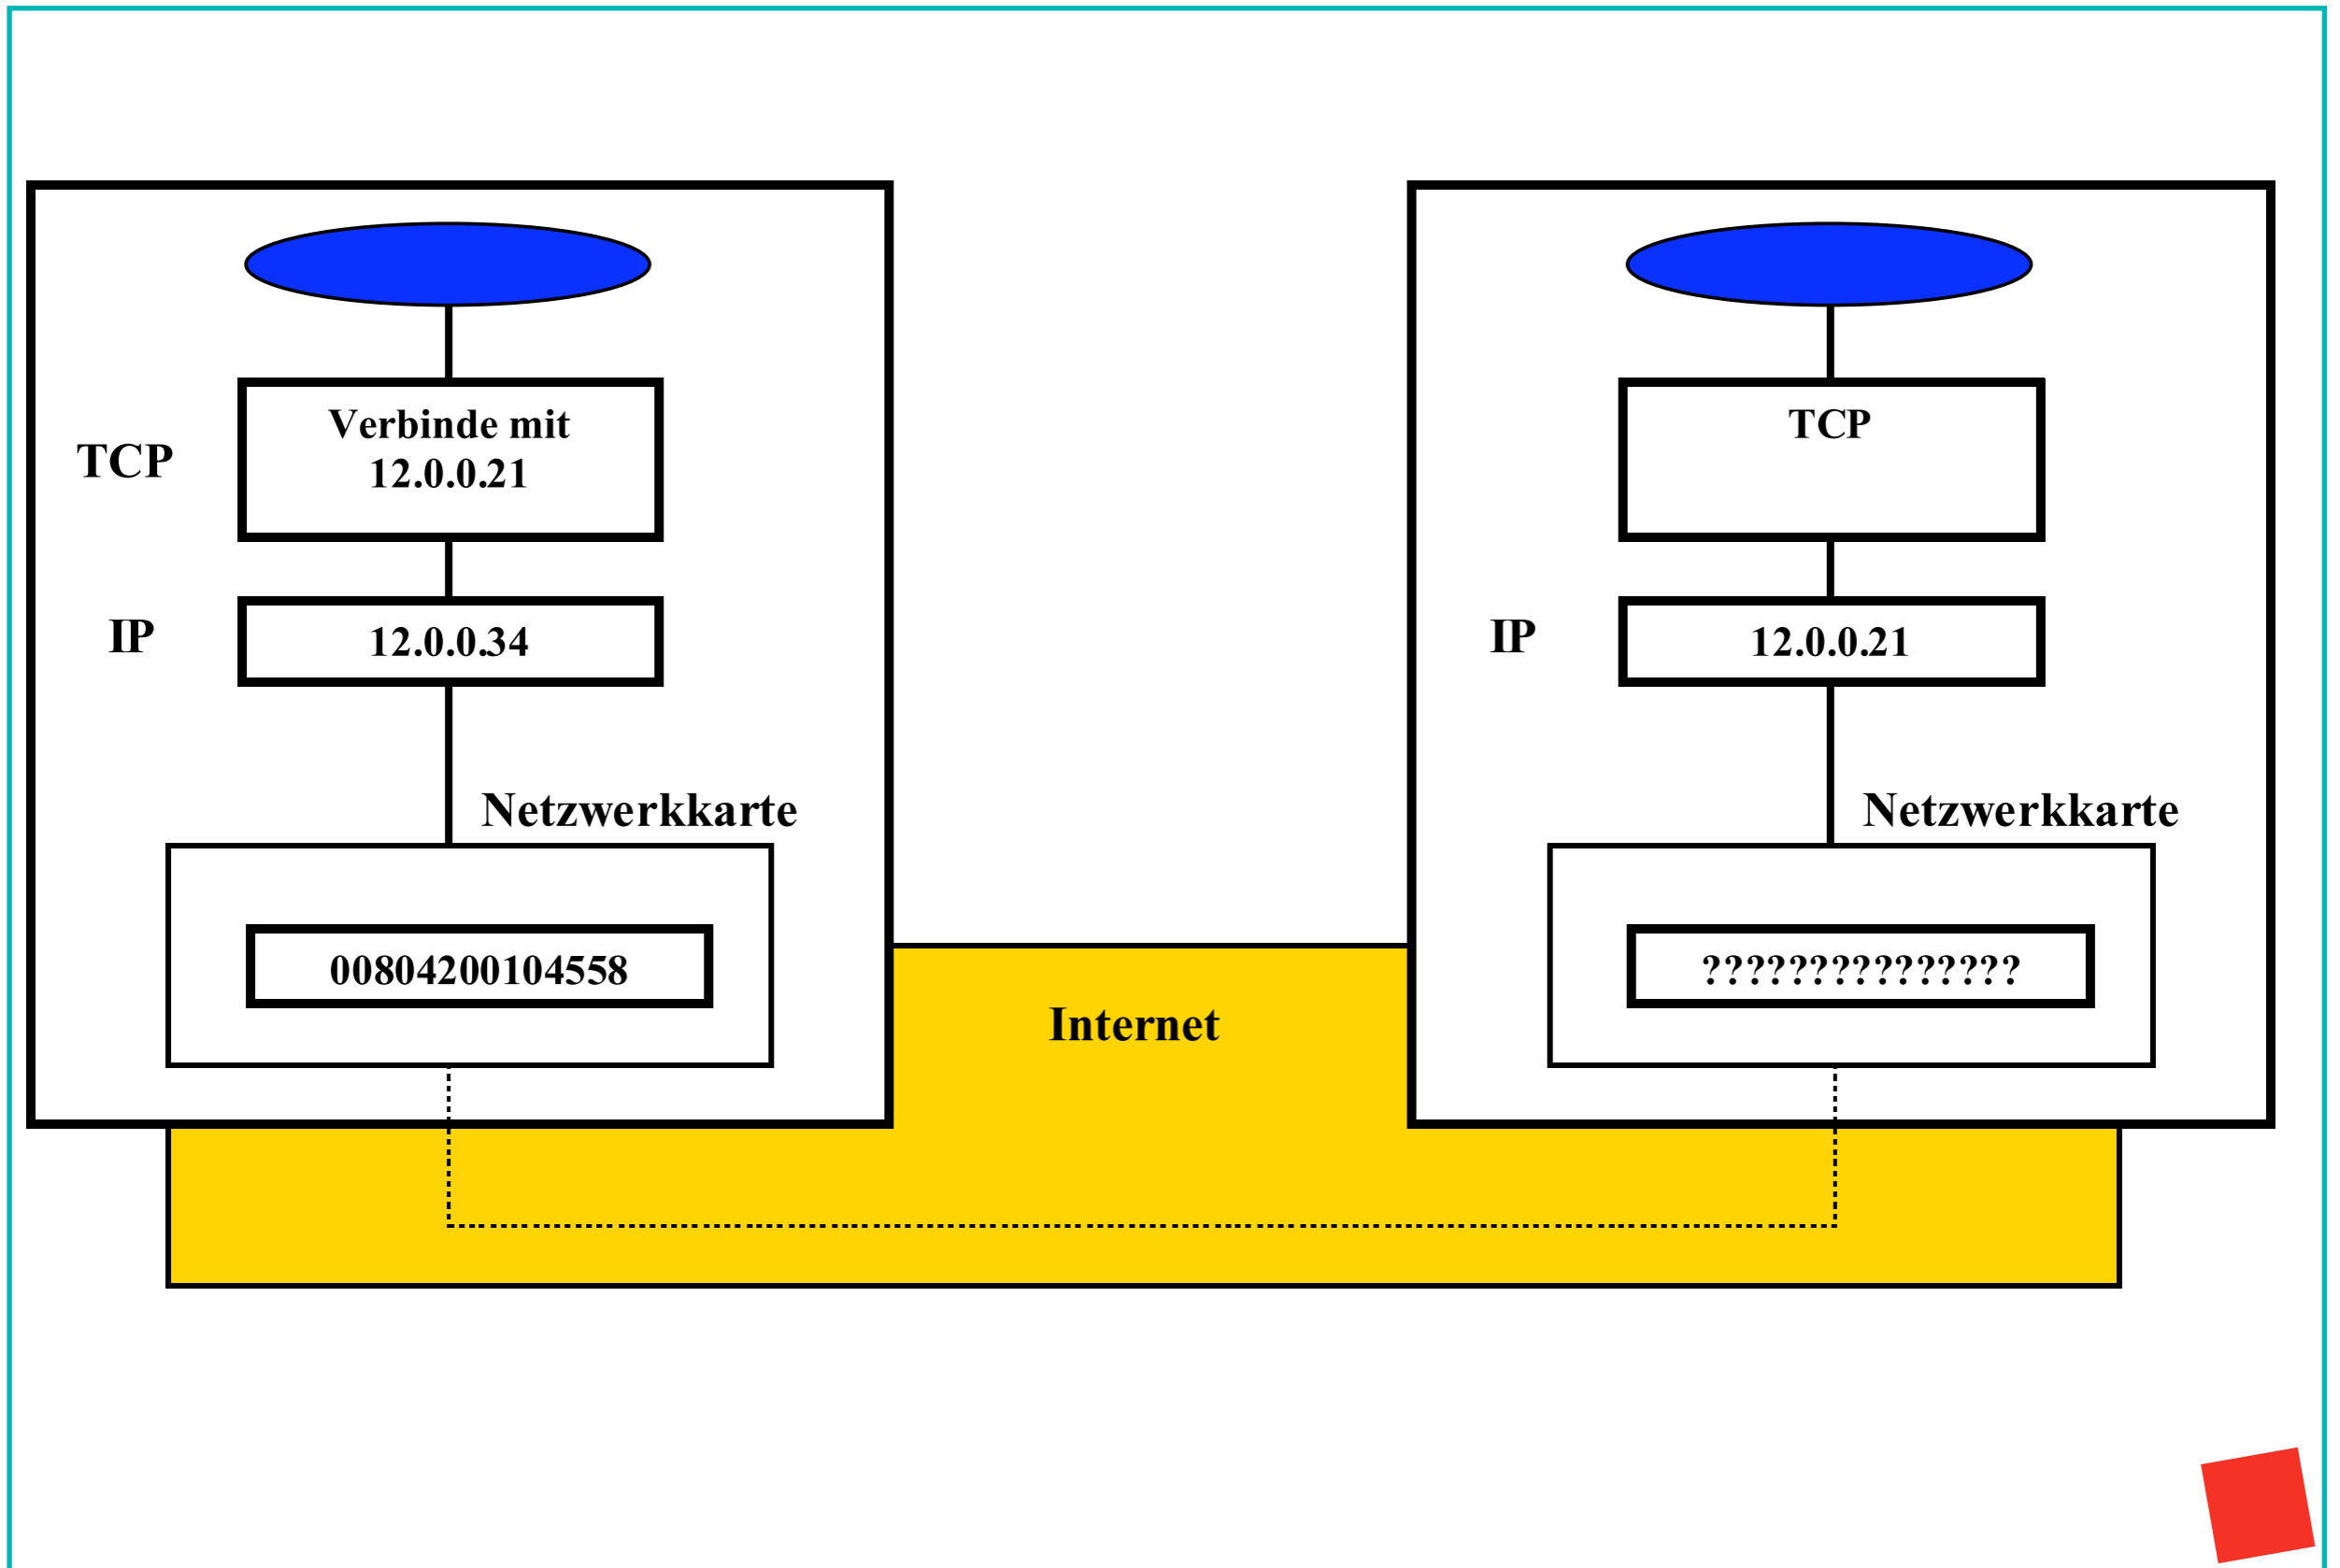 TCP
Verbinde mit
12.0.0.21
IP
12.0.0.34
Netzwerkkarte
00804200104558
Internet
TCP
IP
12.0.0.21
Netzwerkkarte
???????????????